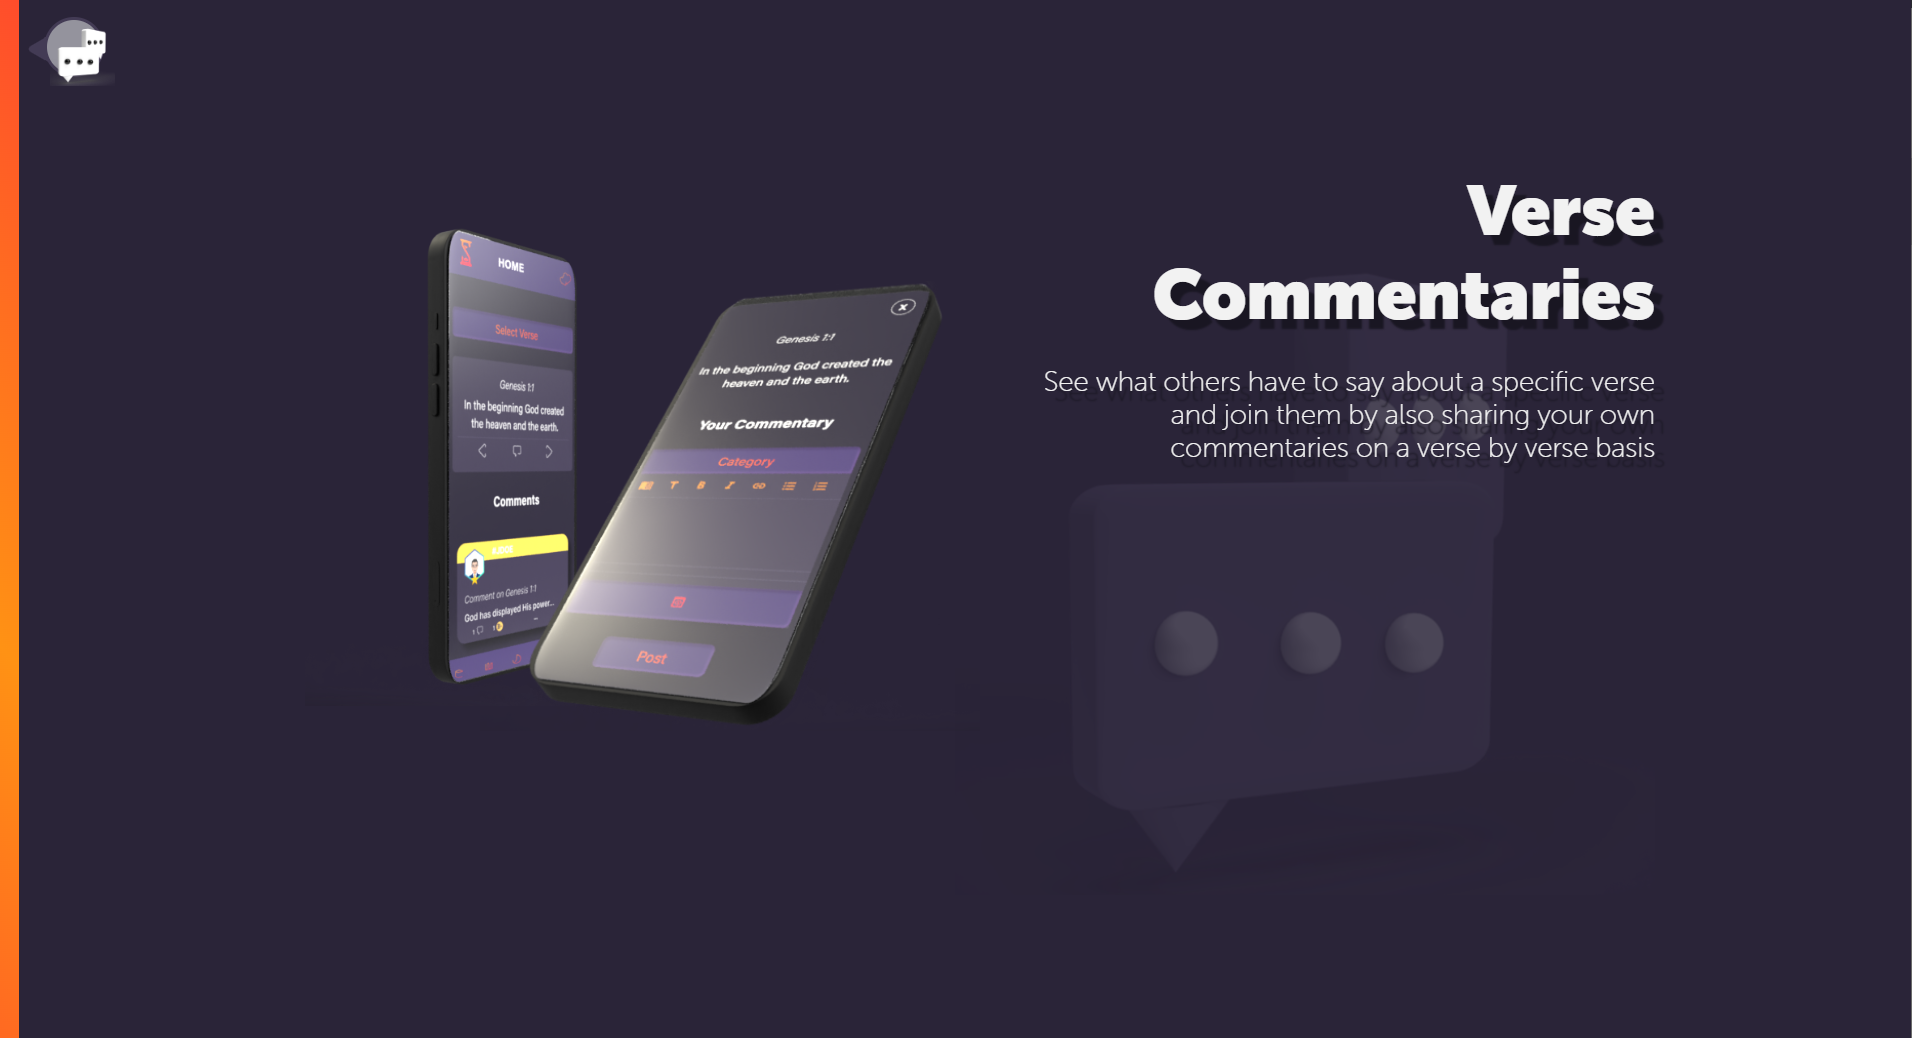 Verse
Commentaries
See what others have to say about a specific verse
and join them by also sharing your own
commentaries on a verse by verse basis
HOME
Select Verse
Genesis 1:1
In the beginning God created
the heaven and the earth.
Comments
Comment on Genesis 1:1
God has displayed His power...
1
1
Genesis 1:1
In the beginning God created the
heaven and the earth.
Your Commentary
Category
T B I
Post